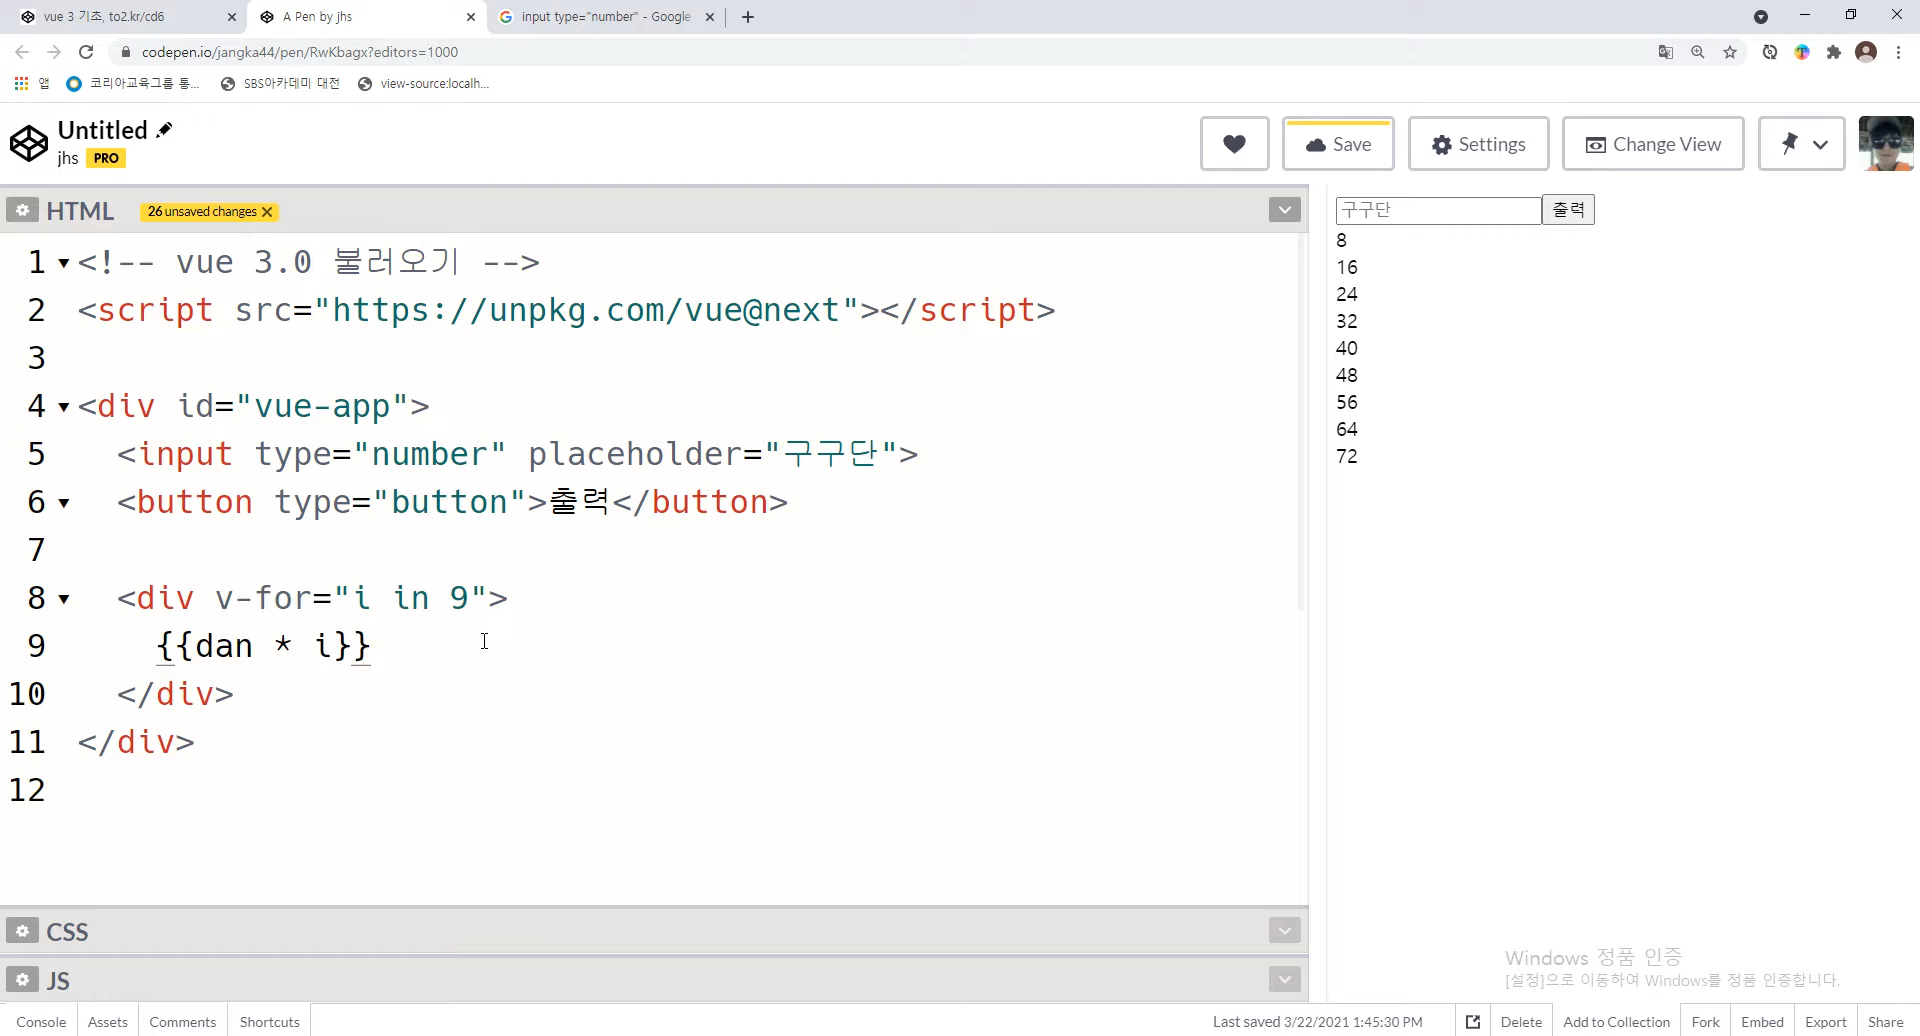 vue 3 기초, to2.kr/cd6
A Pen by jhs
input type="number" - Google
codepen.io/jangka44/pen/RwKbagx?editors=1000
앱
코리아교육그룹 통...
SBS아카데미 대전
view-source:localh...
Untitled
jhs PRO
Save
Settings
Change View
HTML
26 unsaved changes
1 <!-- vue 3.0 불러오기 -->
2 <script src="https://unpkg.com/vue@next"></script>
3
4 <div id="vue-app">
5 <input type="number" placeholder="구구단">
6 <button type="button">출력</button>
7
8 <div v-for="i in 9">
9 {{dan * i}}
10 </div>
11 </div>
12
구구단 출력
8
16
24
32
40
48
56
64
72
CSS
JS
Windows 정품 인증
[설정]으로 이동하여 Windows를 정품 인증합니다.
Console Assets Comments Shortcuts
Last saved 3/22/2021 1:45:30 PM
Delete Add to Collection Fork Embed Export Share